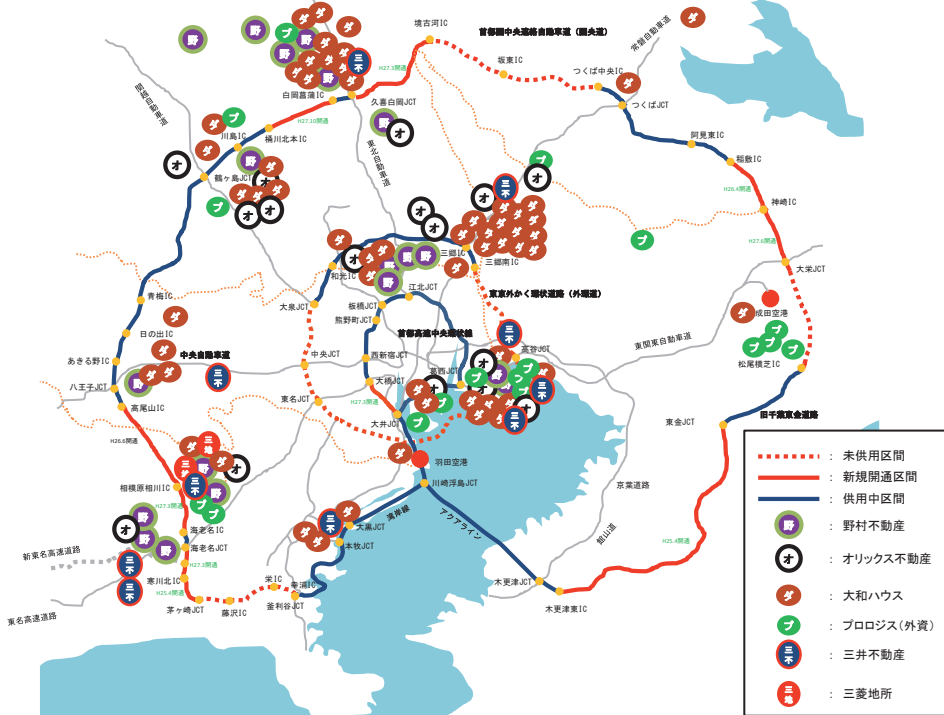 境古河IC
首都圏中央連絡自動車道（圏央道）
常磐自動車道
坂東IC
つくば中央IC
つくばJCT
H27.3開通
関越自動車道
白岡菖蒲IC
久喜白岡JCT
H27.10開通
桶川北本IC
川島IC
東北自動車道
阿見東IC
稲敷IC
鶴ヶ島JCT
H26.4開通
神崎IC
H27.6開通
大栄JCT
三郷IC
三郷南IC
和光IC
江北JCT
東京外かく環状道路（外環道）
大泉JCT
板橋JCT
熊野町JCT
首都高速中央環状線
青梅IC
日の出IC
成田空港
東関東自動車道
松尾横芝IC
高谷JCT
中央自動車道
中央JCT
西新宿JCT
あきる野IC
八王子JCT
高尾山IC
大橋JCT
葛西JCT
東名JCT
H27.3開通
大井JCT
東金JCT
旧千葉東金道路
H26.6開通
羽田空港
川崎浮島JCT
相模原相川IC
H27.3開通
海老名IC
海老名JCT
新東名高速道路
H27.3開通
寒川北IC
H25.4開通
茅ヶ崎JCT
東名高速道路
藤沢IC
栄IC
幸浦IC
釜利谷JCT
大黒JCT
本牧JCT
湾岸線
アクアライン
京葉道路
館山道
H25.4開通
木更津JCT
木更津東IC
： 未供用区間
： 新規開通区間
： 供用中区間
野 ： 野村不動産
オ ： オリックス不動産
ダ ： 大和ハウス
プ ： プロロジス（外資）
三不 ： 三井不動産
三地 ： 三菱地所